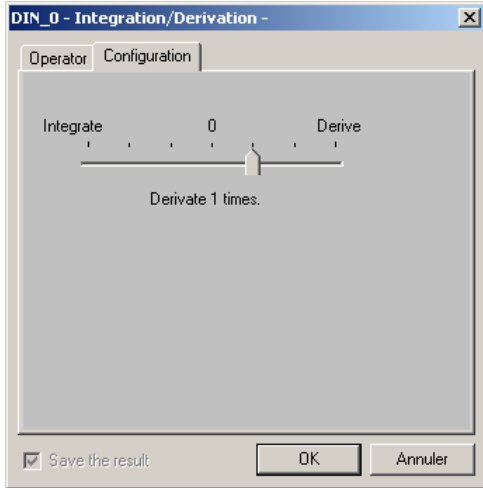 DIN_0 - Integration/Derivation -
Operator Configuration
Integrate 0 Derive
Derivate 1 times.
Save the result OK Annuler